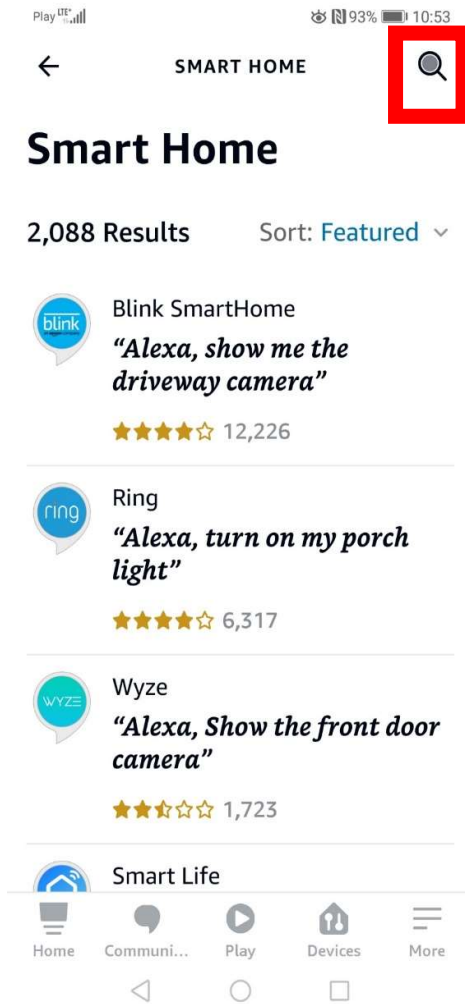 Play LTE+ 93% 10:53
SMART HOME
Smart Home
2,088 Results Sort: Featured
blink
Blink SmartHome
“Alexa, show me the
driveway camera”
12,226
ring
Ring
“Alexa, turn on my porch
light”
6,317
WYZE
Wyze
“Alexa, Show the front door
camera”
1,723
Smart Life
Home Communi... Play Devices More